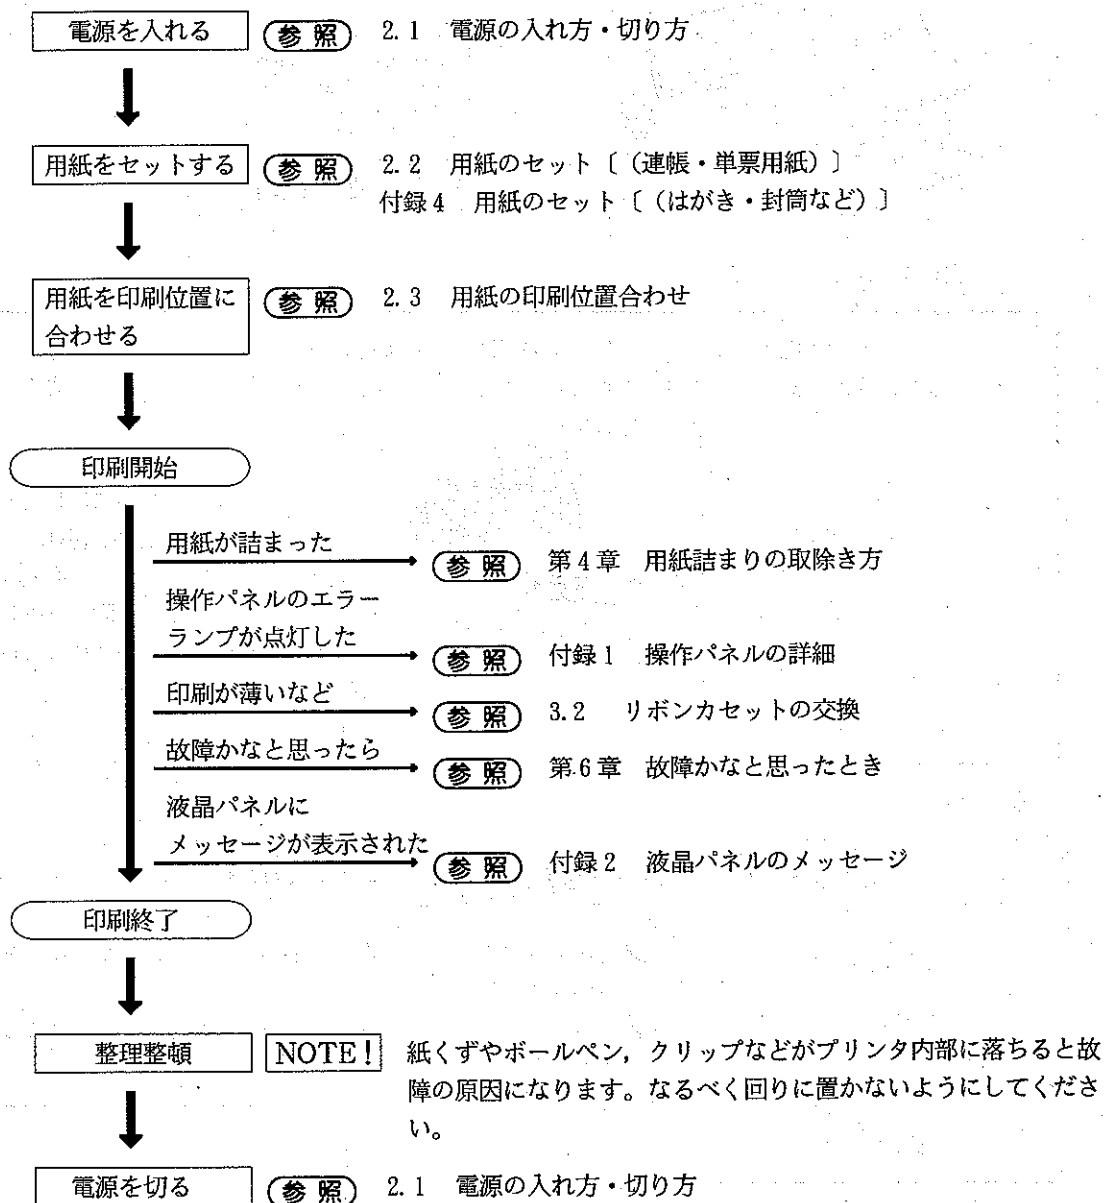 電源を入れる 参照 2.1 電源の入れ方・切り方
用紙をセットする 参照 2.2 用紙のセット〔(連帳・単票用紙)〕
付録4 用紙のセット〔(はがき・封筒など)〕
用紙を印刷位置に 参照 2.3 用紙の印刷位置合わせ
合わせる
印刷開始
用紙が詰まった 参照 第4章 用紙詰まりの取除き方
操作パネルのエラー
ランプが点灯した 参照 付録1 操作パネルの詳細
印刷が薄いなど 参照 3.2 リボンカセットの交換
故障かなと思ったら 参照 第6章 故障かなと思ったとき
液晶パネルに
メッセージが表示された 参照 付録2 液晶パネルのメッセージ
印刷終了
整理整頓 NOTE! 紙くずやボールペン,クリップなどがプリンタ内部に落ちると故
障の原因になります。なるべく回りに置かないようにしてくださ
い。
電源を切る 参照 2.1 電源の入れ方・切り方